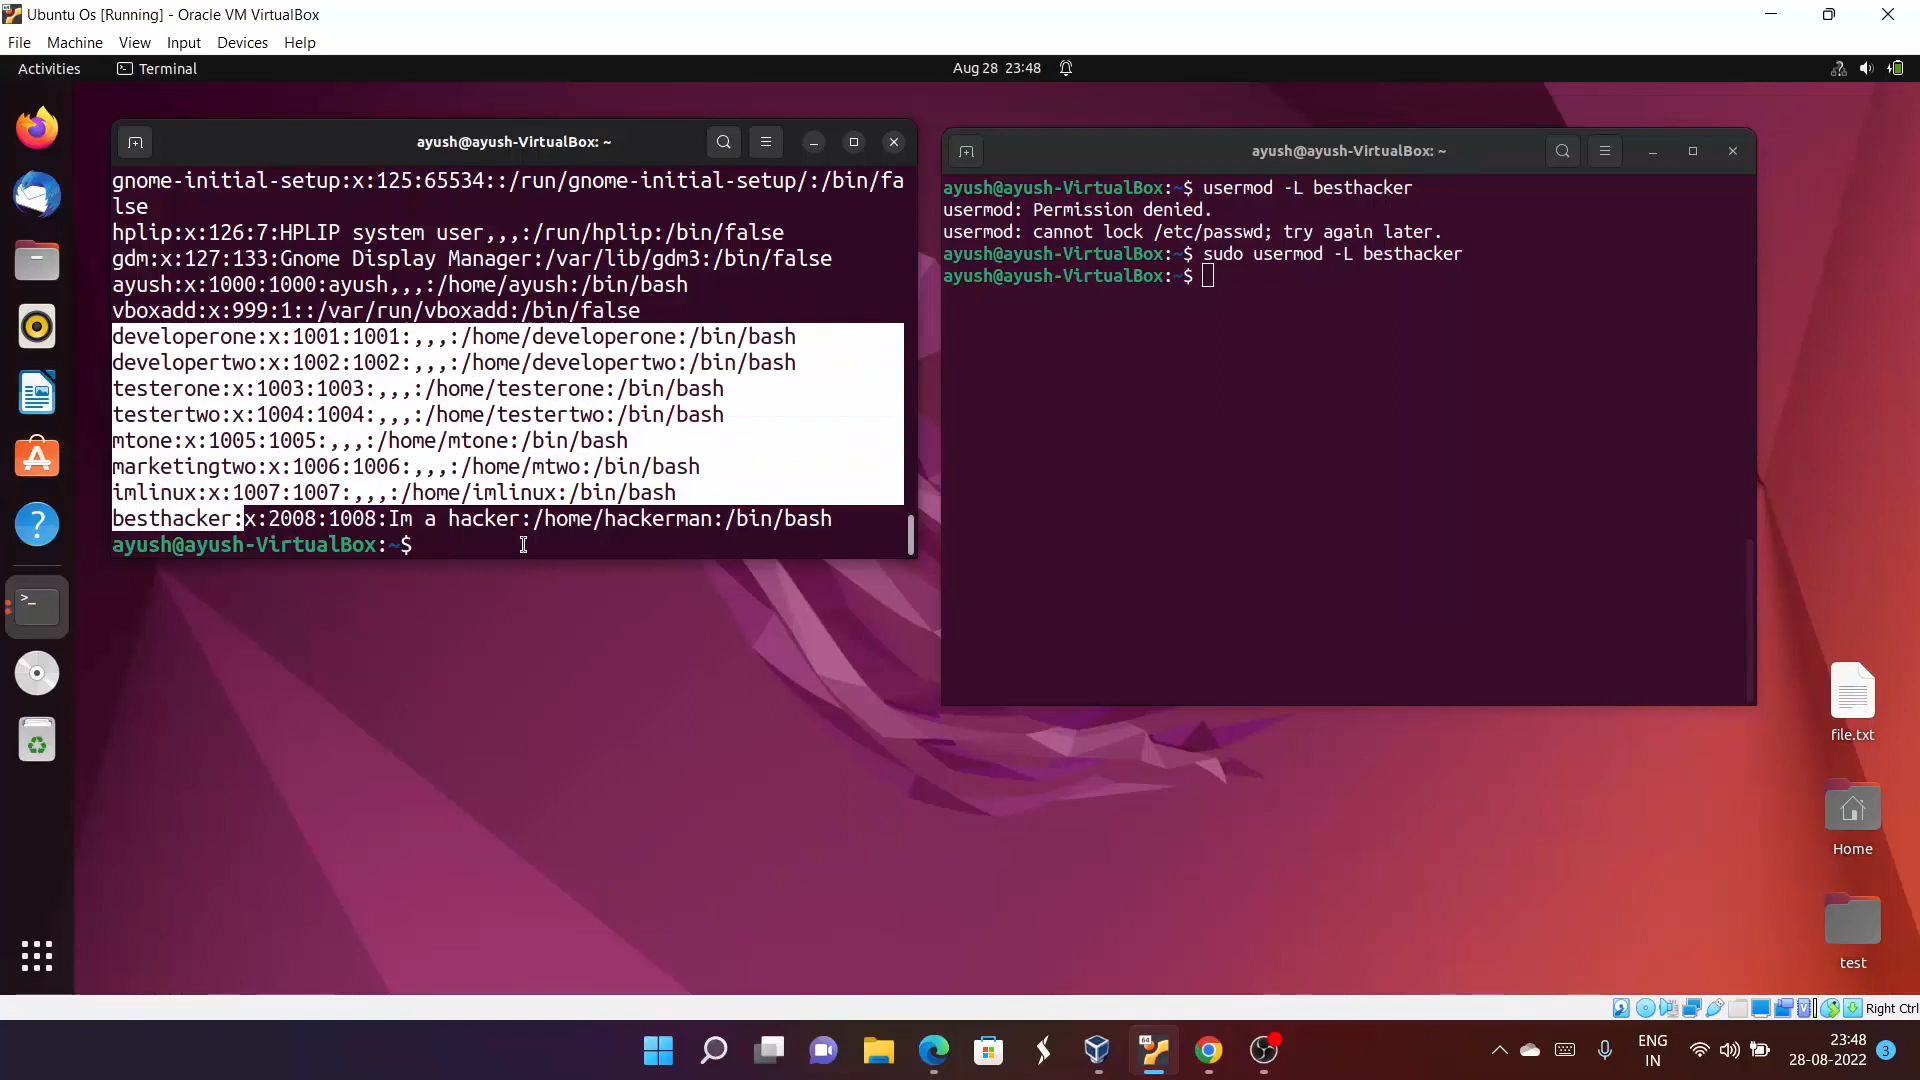 Ubuntu Os [Running] - Oracle VM VirtualBox
File Machine View Input Devices Help
Activities Terminal Aug 28 23:48
ayush@ayush-VirtualBox: ~
gnome-initial-setup:x:125:65534::/run/gnome-initial-setup/:/bin/fa
lse
hplip:x:126:7:HPLIP system user,,,:/run/hplip:/bin/false
gdm:x:127:133:Gnome Display Manager:/var/lib/gdm3:/bin/false
ayush:x:1000:1000:ayush,,,:/home/ayush:/bin/bash
vboxadd:x:999:1::/var/run/vboxadd:/bin/false
developerone:x:1001:1001:,,,:/home/developerone:/bin/bash
developertwo:x:1002:1002:,,,:/home/developertwo:/bin/bash
testerone:x:1003:1003:,,,:/home/testerone:/bin/bash
testertwo:x:1004:1004:,,,:/home/testertwo:/bin/bash
mtone:x:1005:1005:,,,:/home/mtone:/bin/bash
marketingtwo:x:1006:1006:,,,:/home/mtwo:/bin/bash
imlinux:x:1007:1007:,,,:/home/imlinux:/bin/bash
besthacker:x:2008:1008:Im a hacker:/home/hackerman:/bin/bash
ayush@ayush-VirtualBox:~$
ayush@ayush-VirtualBox: ~
ayush@ayush-VirtualBox:~$ usermod -L besthacker
usermod: Permission denied.
usermod: cannot lock /etc/passwd; try again later.
ayush@ayush-VirtualBox:~$ sudo usermod -L besthacker
ayush@ayush-VirtualBox:~$
file.txt
Home
test
Right Ctrl
64
ENG
IN
23:48
28-08-2022
3